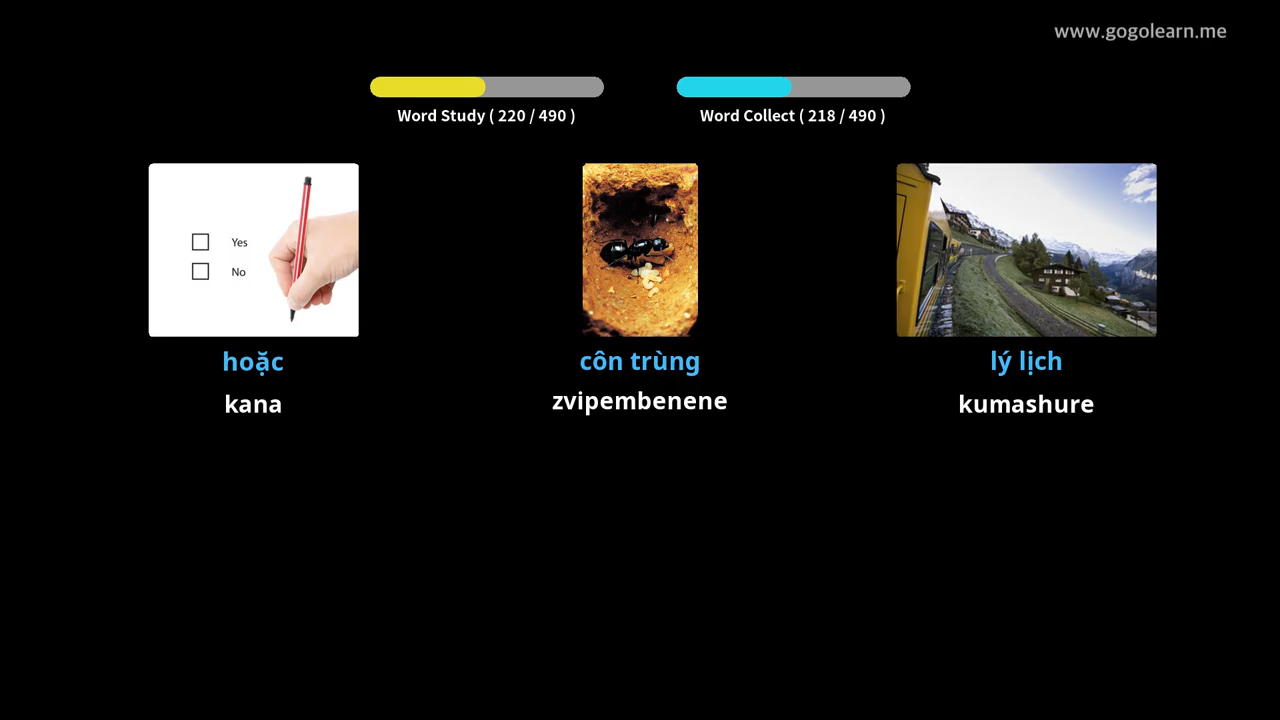 www.gogolearn.me
Word Study ( 220 / 490 )
Word Collect ( 218 / 490 )
Yes
No
hoặc
kana
côn trùng
zvipembenene
lý lịch
kumashure